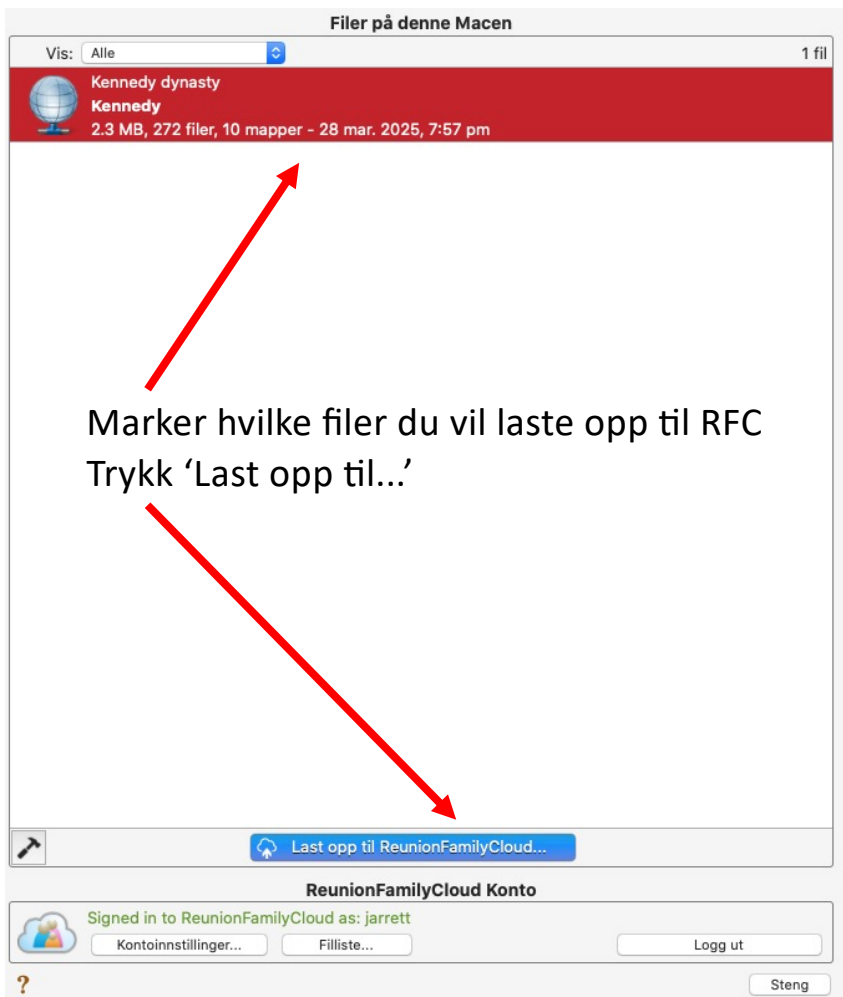 Filer på denne Macen
Vis: Alle 1 fil
Kennedy dynasty
Kennedy
2.3 MB, 272 filer, 10 mapper - 28 mar. 2025, 7:57 pm
Marker hvilke filer du vil laste opp til RFC
Trykk ‘Last opp til...’
Last opp til ReunionFamilyCloud...
ReunionFamilyCloud Konto
Signed in to ReunionFamilyCloud as: jarrett
Kontoinnstillinger... Filliste... Logg ut
? Steng